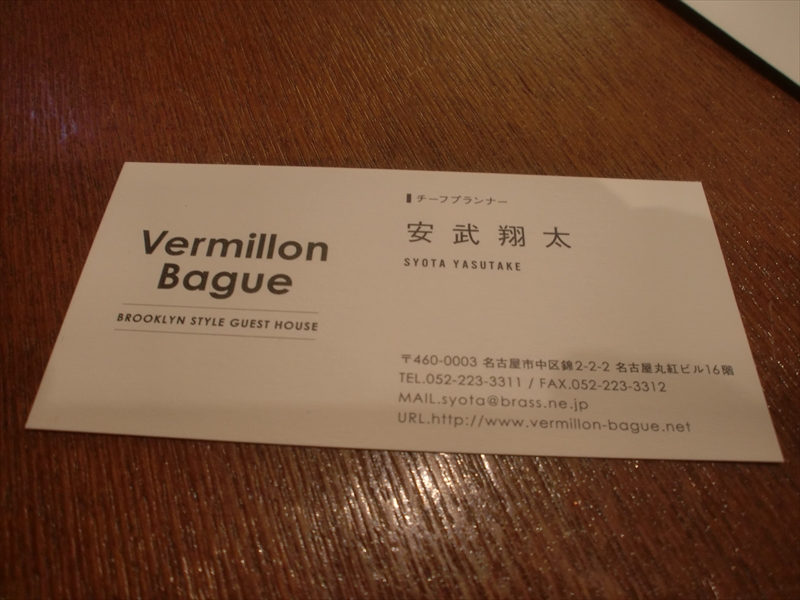 Vermillon
Bague
BROOKLYN STYLE GUEST HOUSE
チーフプランナー
安武翔太
SYOTA YASUTAKE
〒460-0003 名古屋市中区錦2-2-2 名古屋丸紅ビル16階
TEL.052-223-3311 / FAX.052-223-3312
MAIL.syota@brass.ne.jp
URL.http://www.vermillon-bague.net